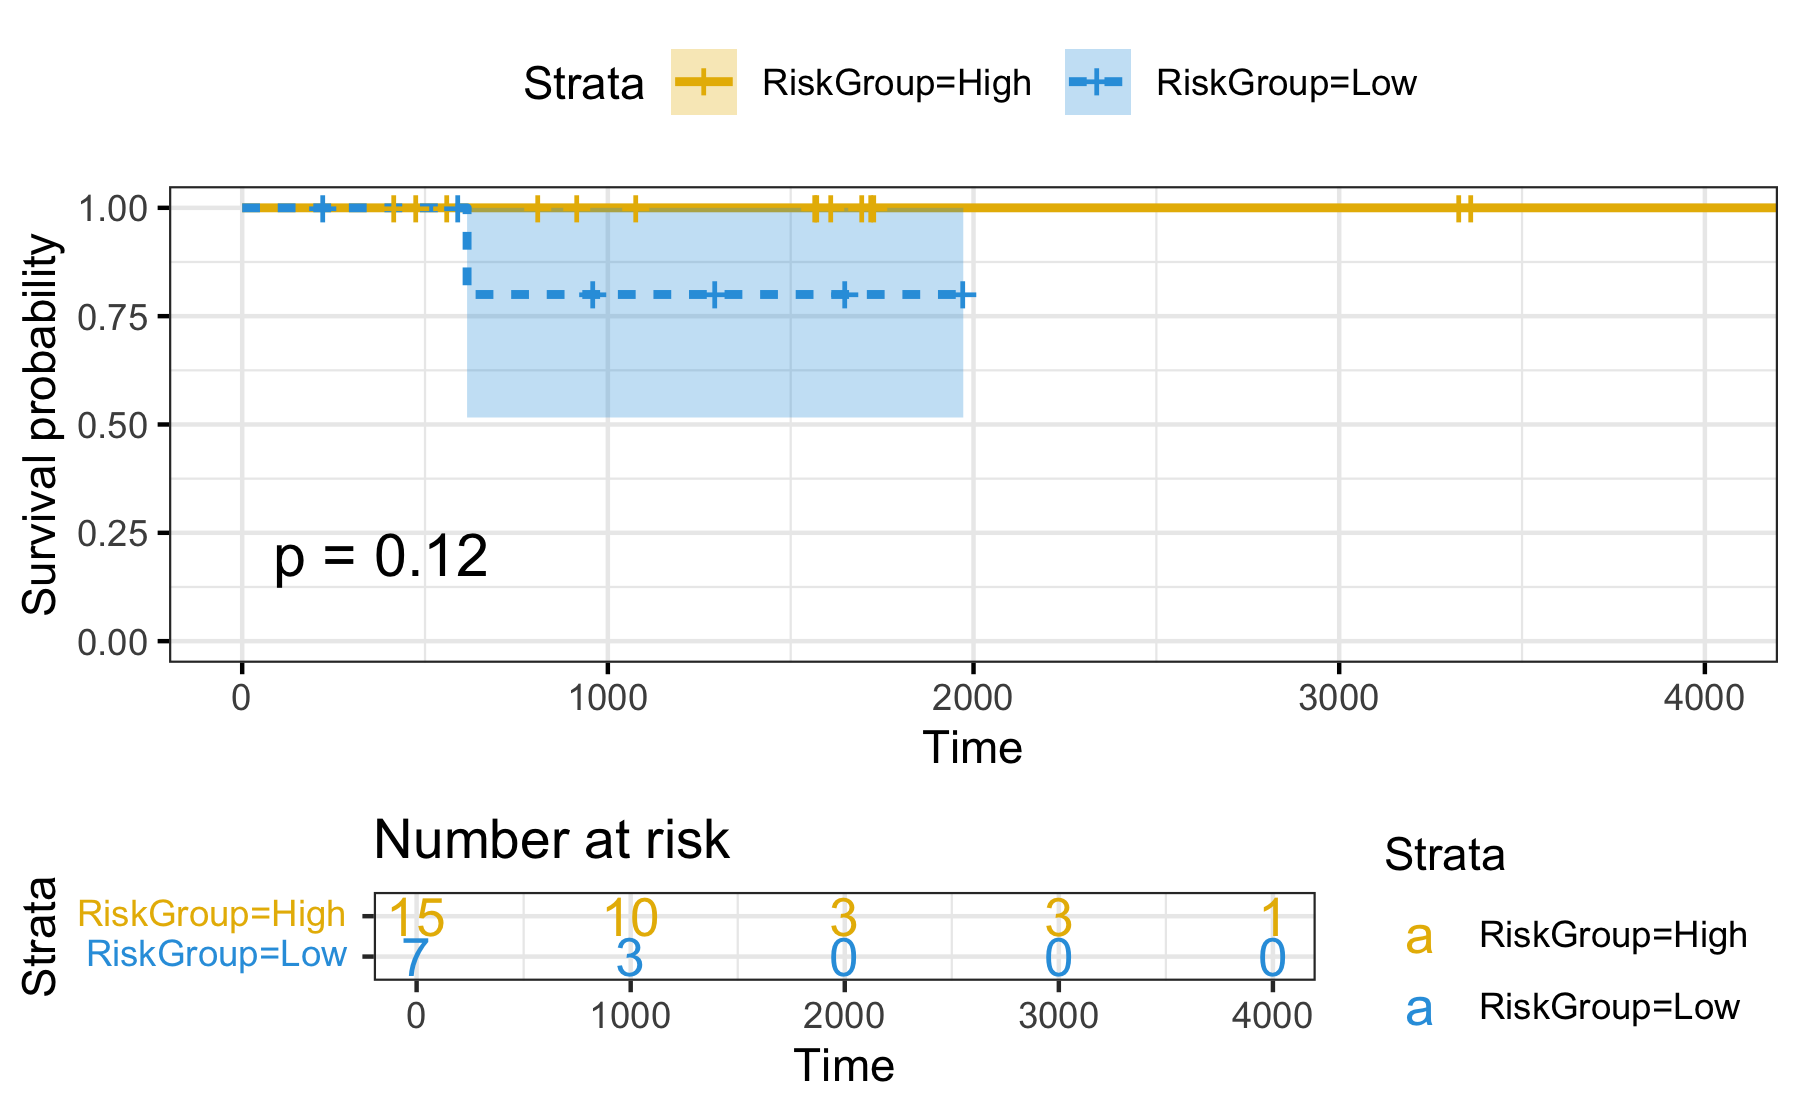 Strata RiskGroup=High RiskGroup=Low
Survival probability
1.00
0.75
0.50
0.25
0.00
p = 0.12
0 1000 2000 3000 4000
Time
Number at risk
Strata
RiskGroup=High 15 10 3 3 1
RiskGroup=Low 7 3 0 0 0
0 1000 2000 3000 4000
Time
Strata
a RiskGroup=High
a RiskGroup=Low